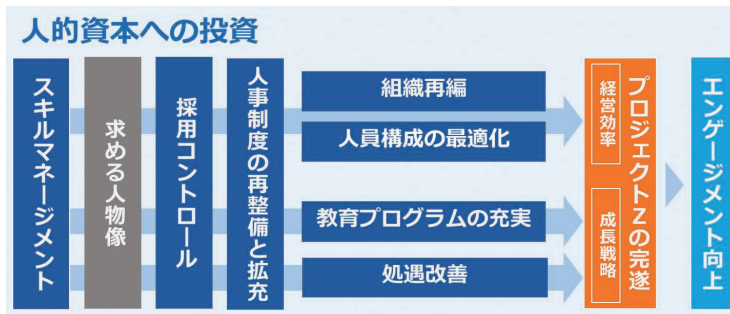 人的資本への投資
スキルマネージメント
求める人物像
採用コントロール
人事制度の再整備と拡充
組織再編
人員構成の最適化
教育プログラムの充実
処遇改善
経営効率
成長戦略
プロジェクトZの完遂
エンゲージメント向上